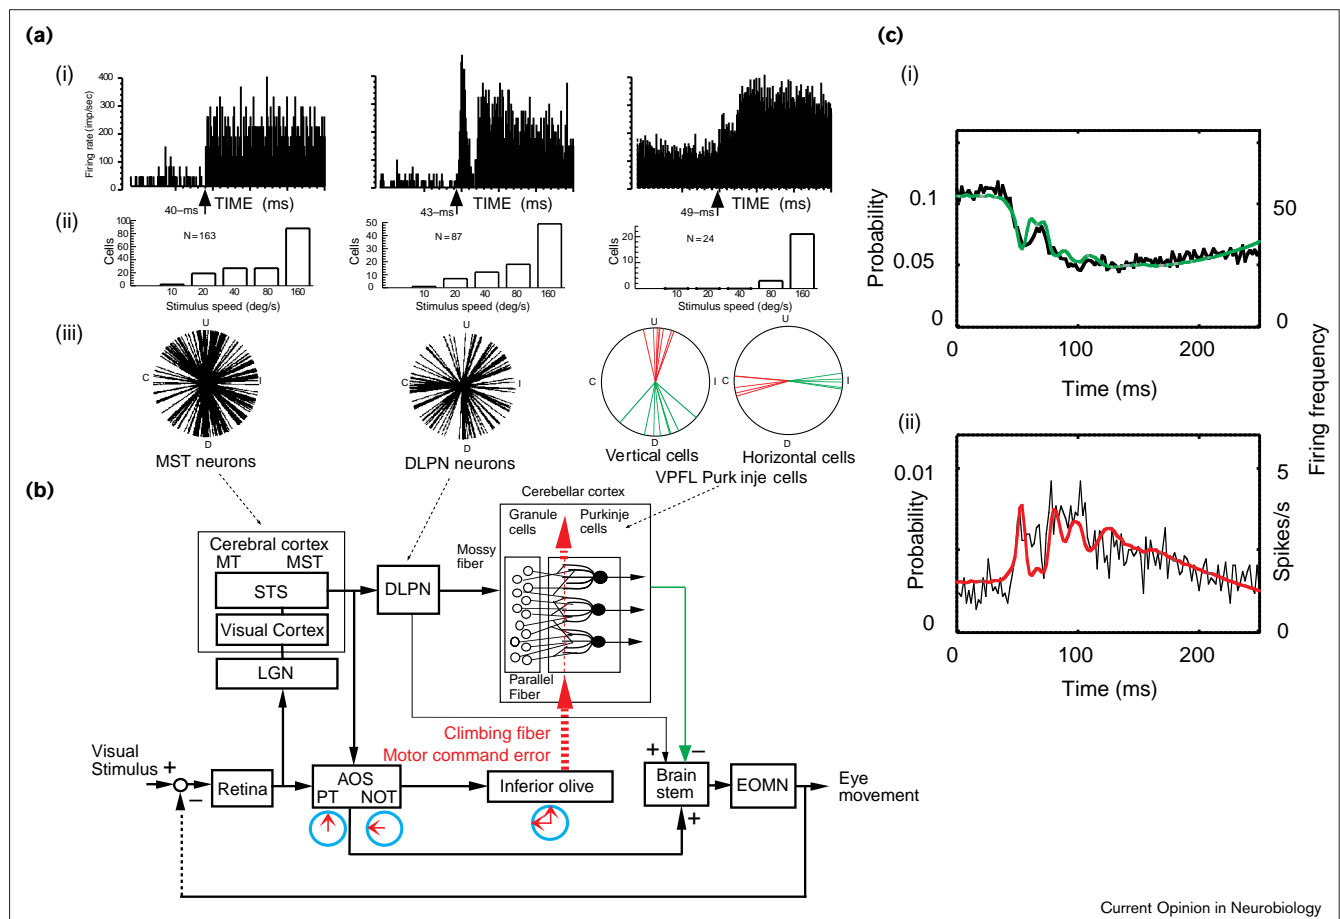 (a)
(i)
Firing rate (imp/sec)
400
300
200
100
0
40–ms
TIME (ms)
43–ms
TIME (ms)
49–ms
TIME (ms)
(ii)
Cells
100
80
60
40
20
0
N = 163
10 20 40 80 160
Stimulus speed (deg/s)
Cells
50
40
30
20
10
0
N = 87
10 20 40 80 160
Stimulus speed (deg/s)
Cells
20
10
0
N = 24
10 20 40 80 160
Stimulus speed (deg/s)
(iii)
U
C I
D
MST neurons
U
C I
D
DLPN neurons
U
C I
D
Vertical cells
U
C I
D
Horizontal cells
VPFL Purk inje cells
(b)
Cerebral cortex
MT MST
STS
Visual Cortex
LGN
DLPN
Mossy
fiber
Cerebellar cortex
Granule
cells
Purkinje
cells
Parallel
Fiber
Climbing fiber
Motor command error
Visual
Stimulus
+
–
Retina
AOS
PT NOT
Inferior olive
+
–
+
Brain
stem
EOMN
Eye
movement
(c)
(i)
Probability
0.1
0.05
0
50
0
0 100 200
Time (ms)
(ii)
Probability
0.01
0
5
0
Spikes/s
Firing frequency
0 100 200
Time (ms)
Current Opinion in Neurobiology